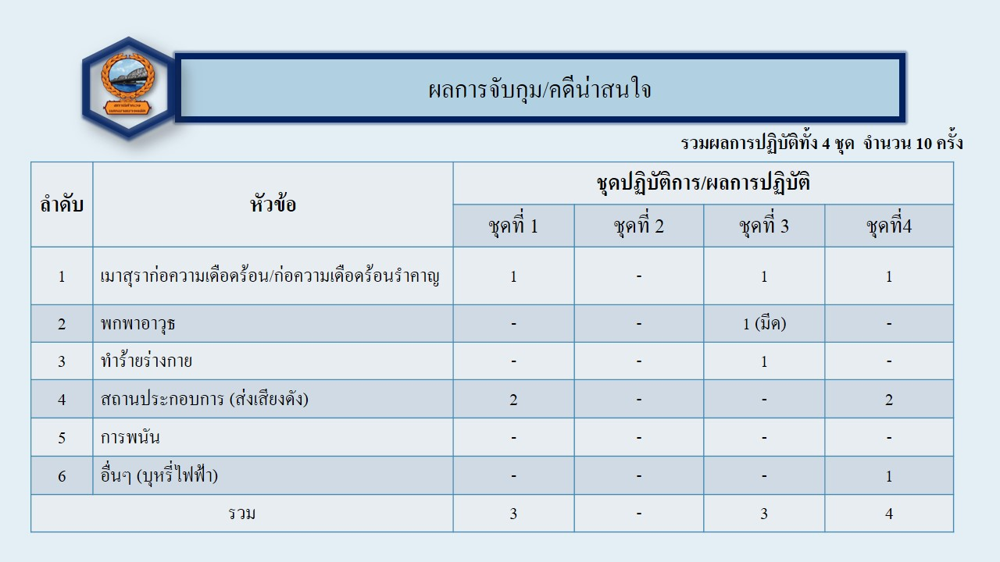 ผลการจับกุม/คดีน่าสนใจ
รวมผลการปฏิบัติทั้ง 4 ชุด จำนวน 10 ครั้ง
ลำดับ หัวข้อ ชุดปฏิบัติการ/ผลการปฏิบัติ
ชุดที่ 1 ชุดที่ 2 ชุดที่ 3 ชุดที่4
1 เมาสุราก่อความเดือดร้อน/ก่อความเดือดร้อนรำคาญ 1 - 1 1
2 พกพาอาวุธ - - 1 (มีด) -
3 ทำร้ายร่างกาย - - 1 -
4 สถานประกอบการ (ส่งเสียงดัง) 2 - - 2
5 การพนัน - - - -
6 อื่นๆ (บุหรี่ไฟฟ้า) - - - 1
รวม 3 - 3 4